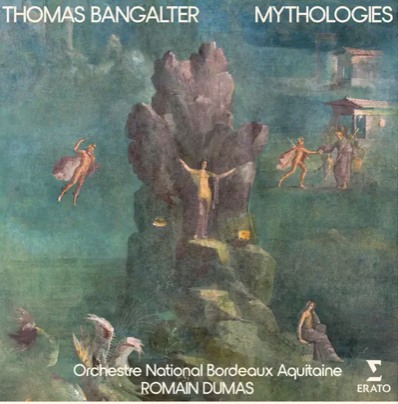 THOMAS BANGALTER MYTHOLOGIES
Orchestre National Bordeaux Aquitaine
ROMAIN DUMAS
ERATO